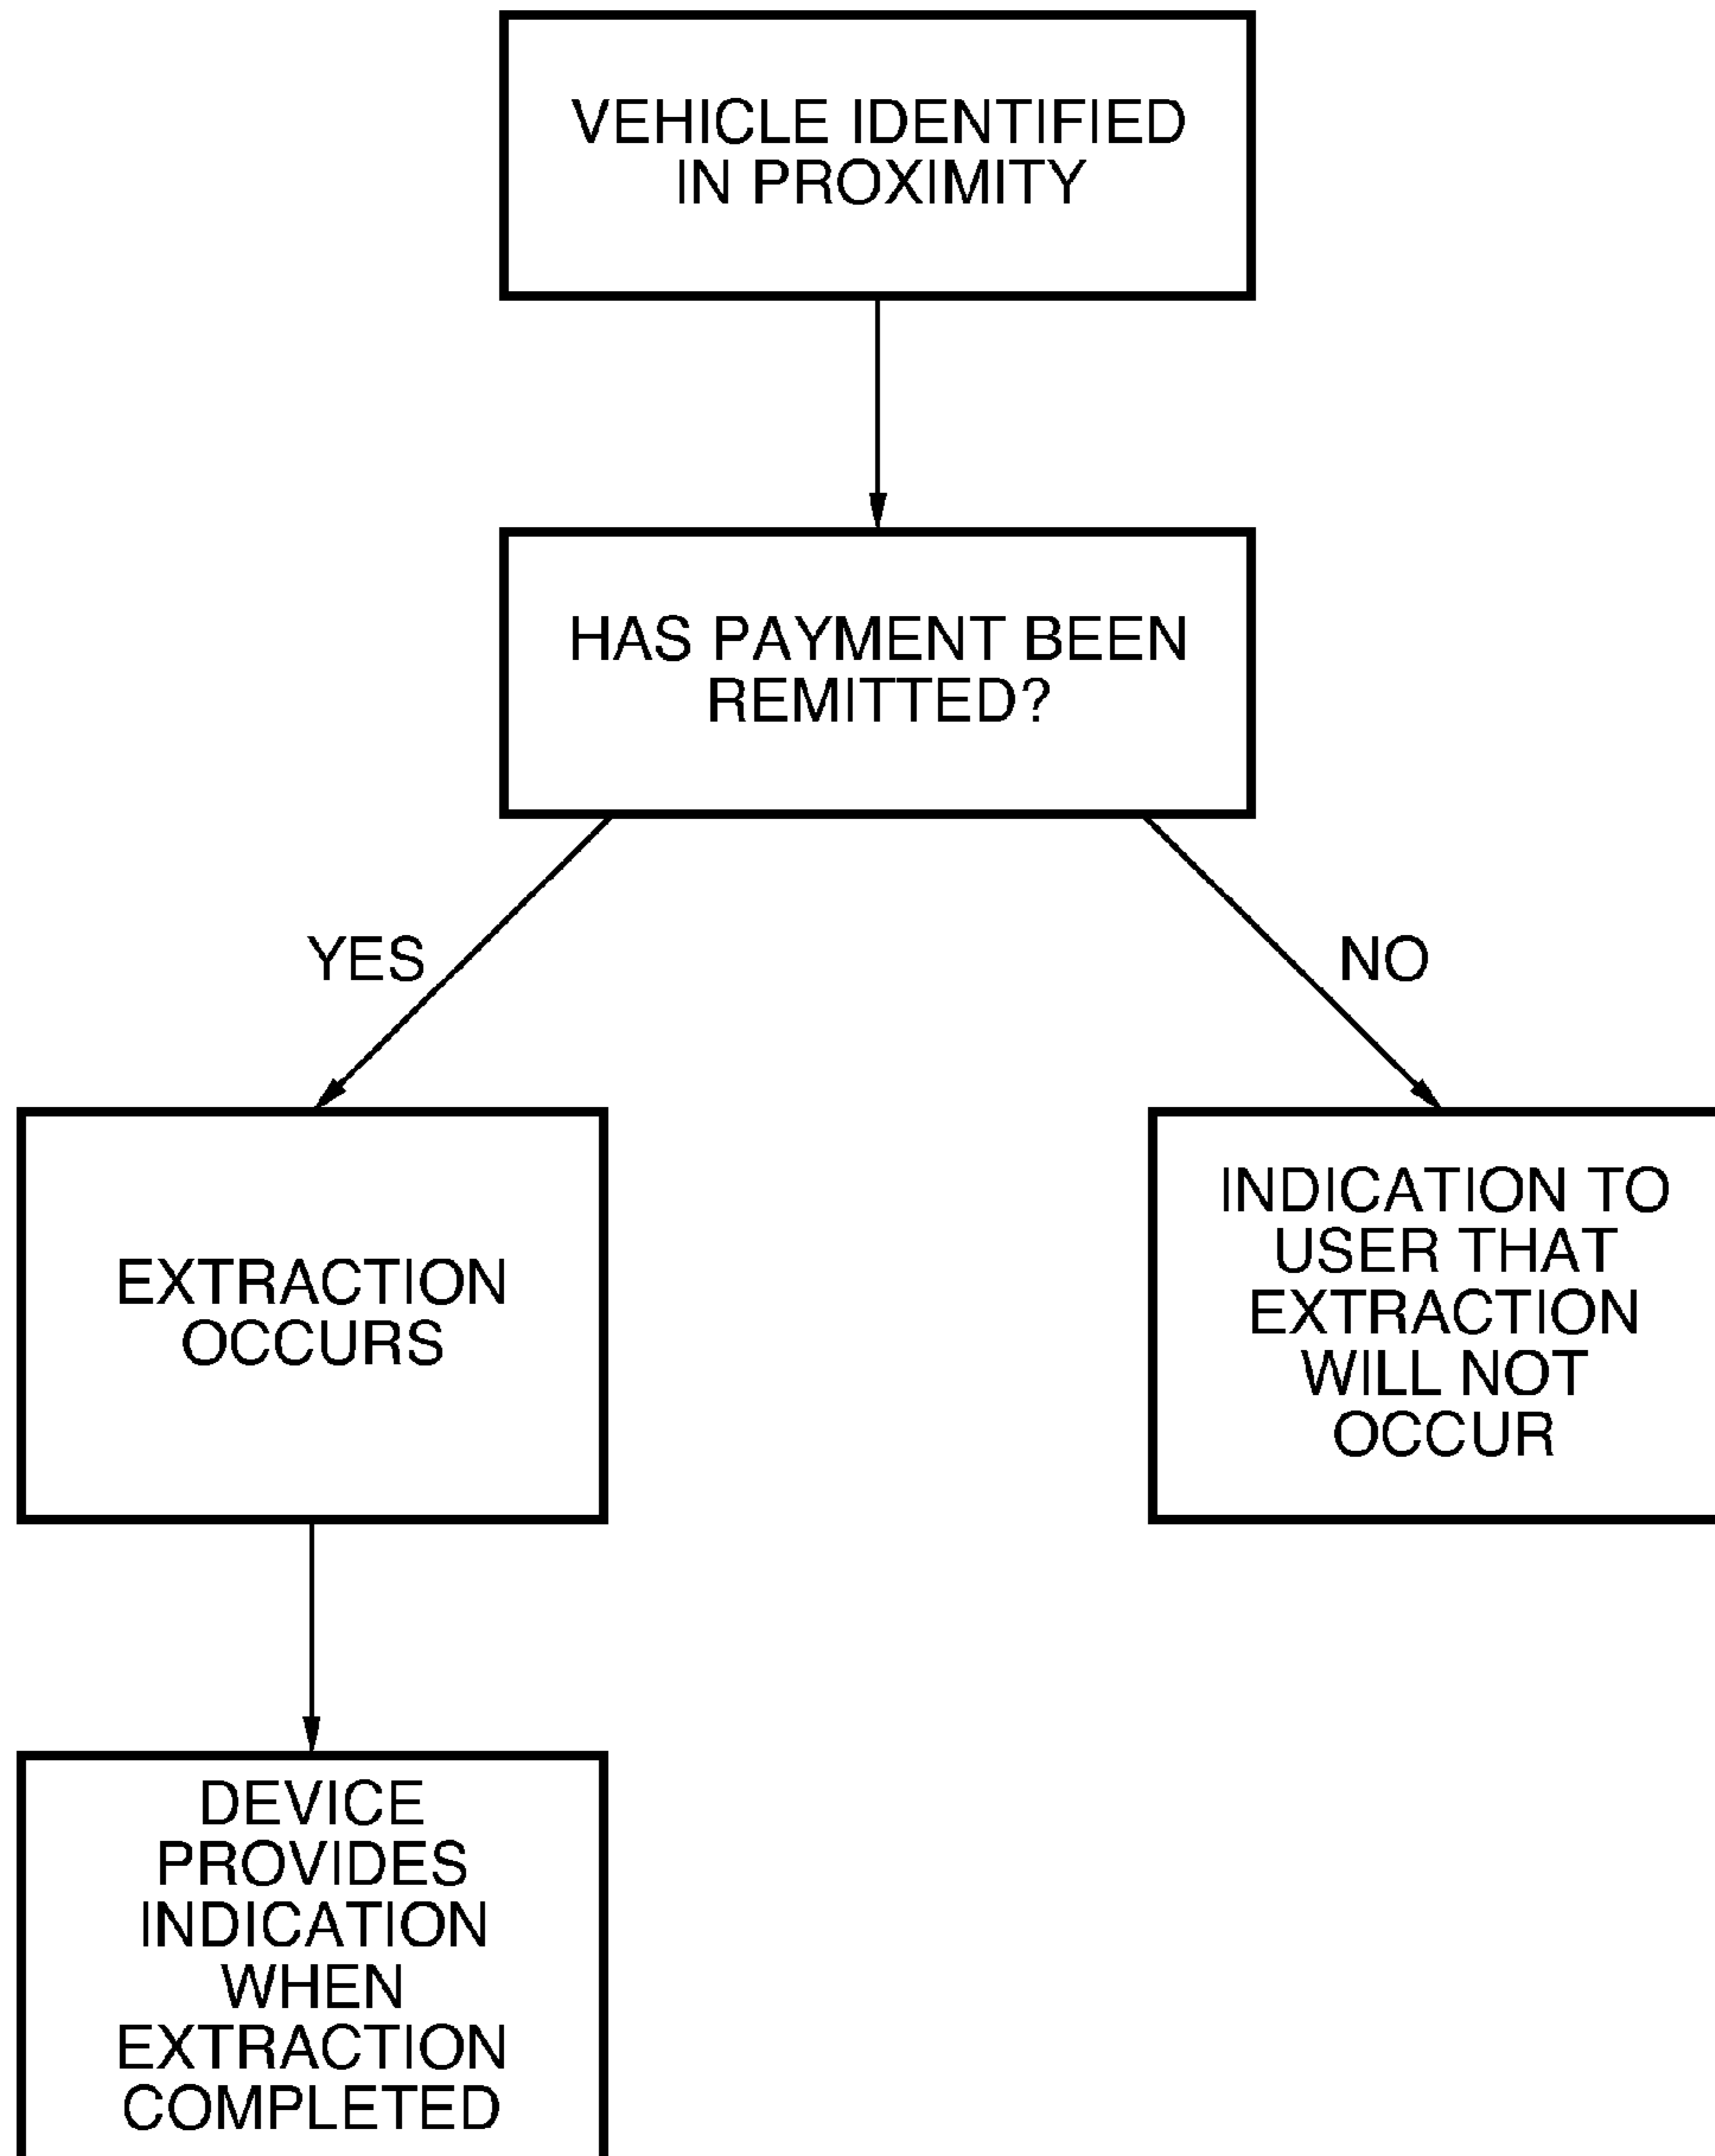 VEHICLE IDENTIFIED
IN PROXIMITY
HAS PAYMENT BEEN
REMITTED?
YES
NO
EXTRACTION
OCCURS
INDICATION TO
USER THAT
EXTRACTION
WILL NOT
OCCUR
DEVICE
PROVIDES
INDICATION
WHEN
EXTRACTION
COMPLETED